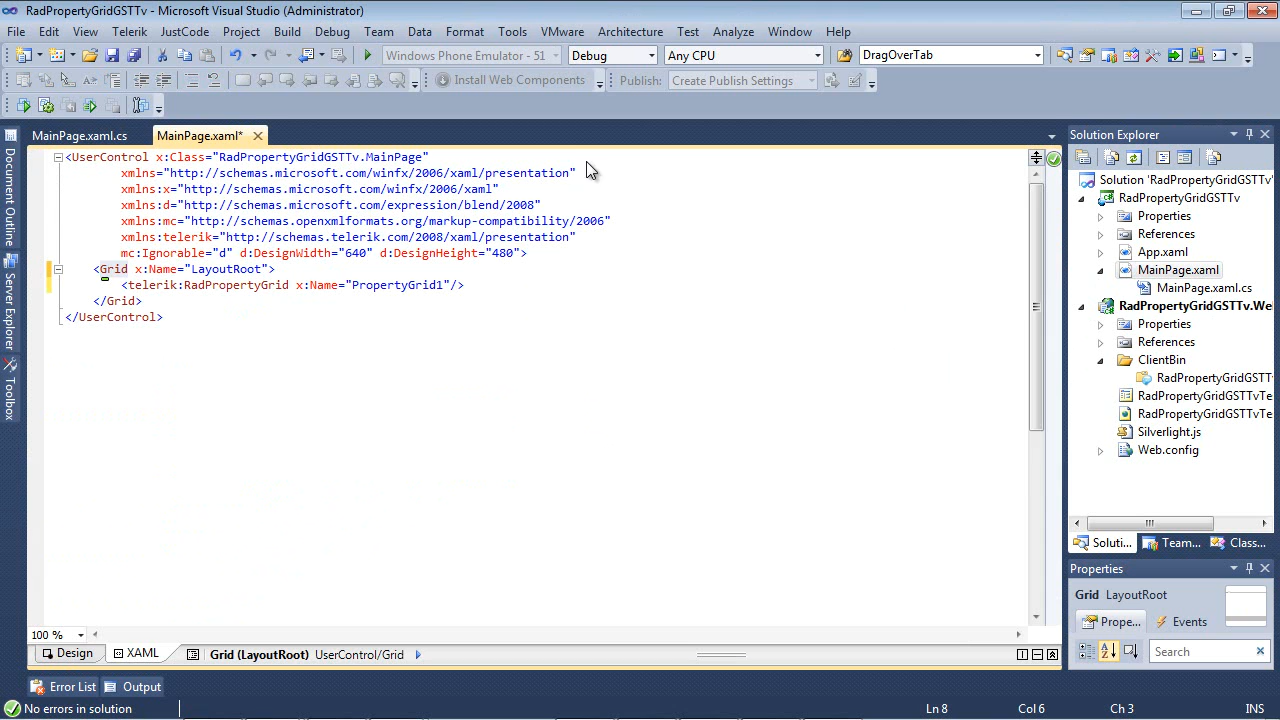 RadPropertyGridGSTTv - Microsoft Visual Studio (Administrator)
File Edit View Telerik JustCode Project Build Debug Team Data Format Tools VMware Architecture Test Analyze Window Help
Windows Phone Emulator - 51 Debug Any CPU DragOverTab
Install Web Components Publish: Create Publish Settings
MainPage.xaml.cs MainPage.xaml*
<UserControl x:Class="RadPropertyGridGSTTv.MainPage"
xmlns="http://schemas.microsoft.com/winfx/2006/xaml/presentation"
xmlns:x="http://schemas.microsoft.com/winfx/2006/xaml"
xmlns:d="http://schemas.microsoft.com/expression/blend/2008"
xmlns:mc="http://schemas.openxmlformats.org/markup-compatibility/2006"
xmlns:telerik="http://schemas.telerik.com/2008/xaml/presentation"
mc:Ignorable="d" d:DesignWidth="640" d:DesignHeight="480">
<Grid x:Name="LayoutRoot">
<telerik:RadPropertyGrid x:Name="PropertyGrid1"/>
</Grid>
</UserControl>
Document Outline
Server Explorer
Toolbox
100 %
Design XAML Grid (LayoutRoot) UserControl/Grid
Error List Output
Solution Explorer
Solution 'RadPropertyGridGSTTv'
RadPropertyGridGSTTv
Properties
References
App.xaml
MainPage.xaml
MainPage.xaml.cs
RadPropertyGridGSTTv.We
Properties
References
ClientBin
RadPropertyGridGSTT
RadPropertyGridGSTTvTe
RadPropertyGridGSTTvTe
Silverlight.js
Web.config
Soluti... Team... Class...
Properties
Grid LayoutRoot
Prope... Events
Search
No errors in solution Ln 8 Col 6 Ch 3 INS